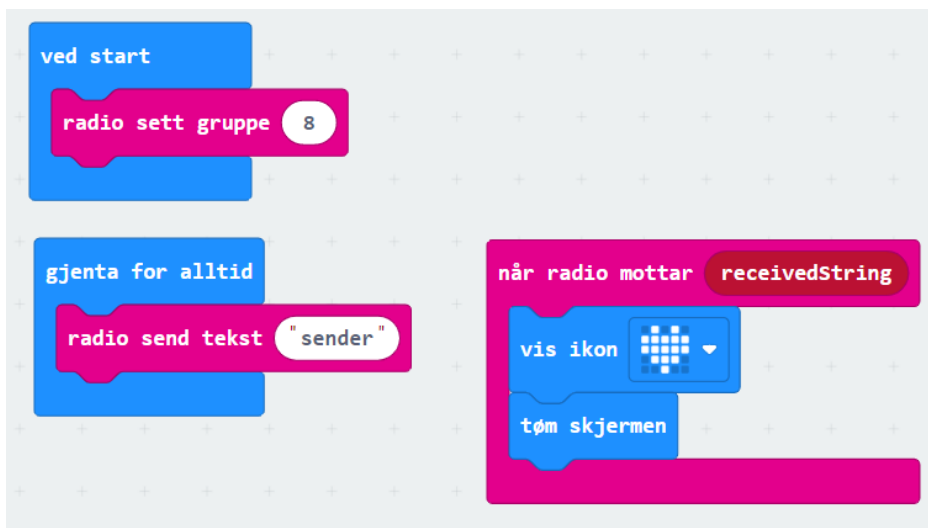 ved start
radio sett gruppe 8
gjenta for alltid
radio send tekst "sender"
når radio mottar receivedString
vis ikon
tøm skjermen